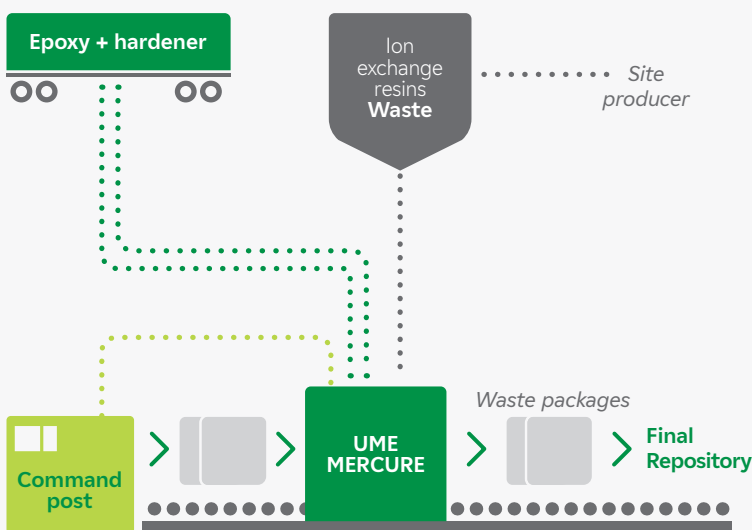 Epoxy + hardener
Ion
exchange
resins
Waste
Site
producer
Waste packages
Command
post
UME
MERCURE
Final
Repository